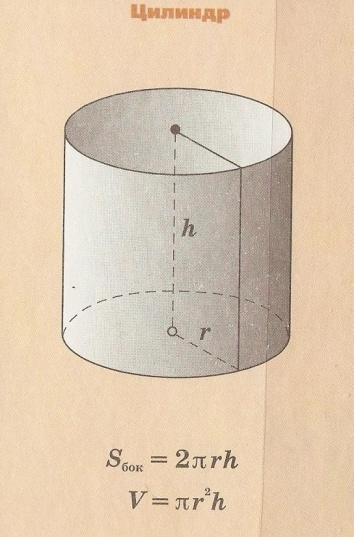 Цилиндр
h
r
Sбок = 2πrh
V = πr²h